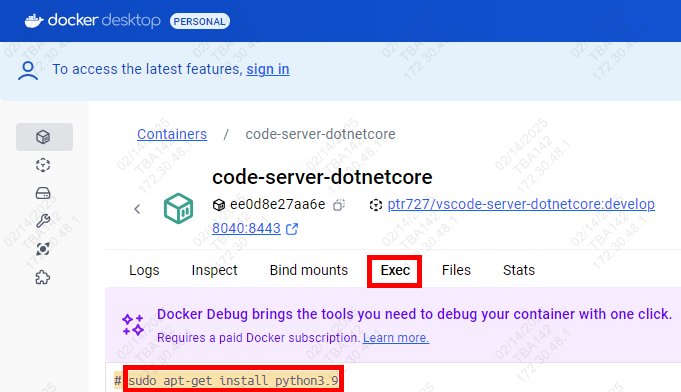 docker desktop PERSONAL
To access the latest features, sign in
Containers / code-server-dotnetcore
code-server-dotnetcore
ee0d8e27aa6e ptr727/vscode-server-dotnetcore:develop
8040:8443
Logs Inspect Bind mounts Exec Files Stats
Docker Debug brings the tools you need to debug your container with one click.
Requires a paid Docker subscription. Learn more.
# sudo apt-get install python3.9
02/14/2025
TBA142
172.30.48.1